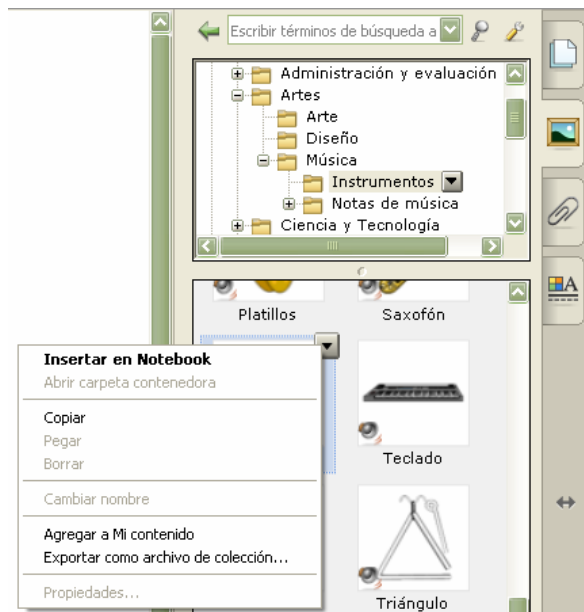 Escribir términos de búsqueda a
Administración y evaluación
Artes
Arte
Diseño
Música
Instrumentos
Notas de música
Ciencia y Tecnología
A
Platillos
Saxofón
Insertar en Notebook
Abrir carpeta contenedora
Copiar
Pegar
Borrar
Cambiar nombre
Agregar a Mi contenido
Exportar como archivo de colección...
Propiedades...
Teclado
Triángulo